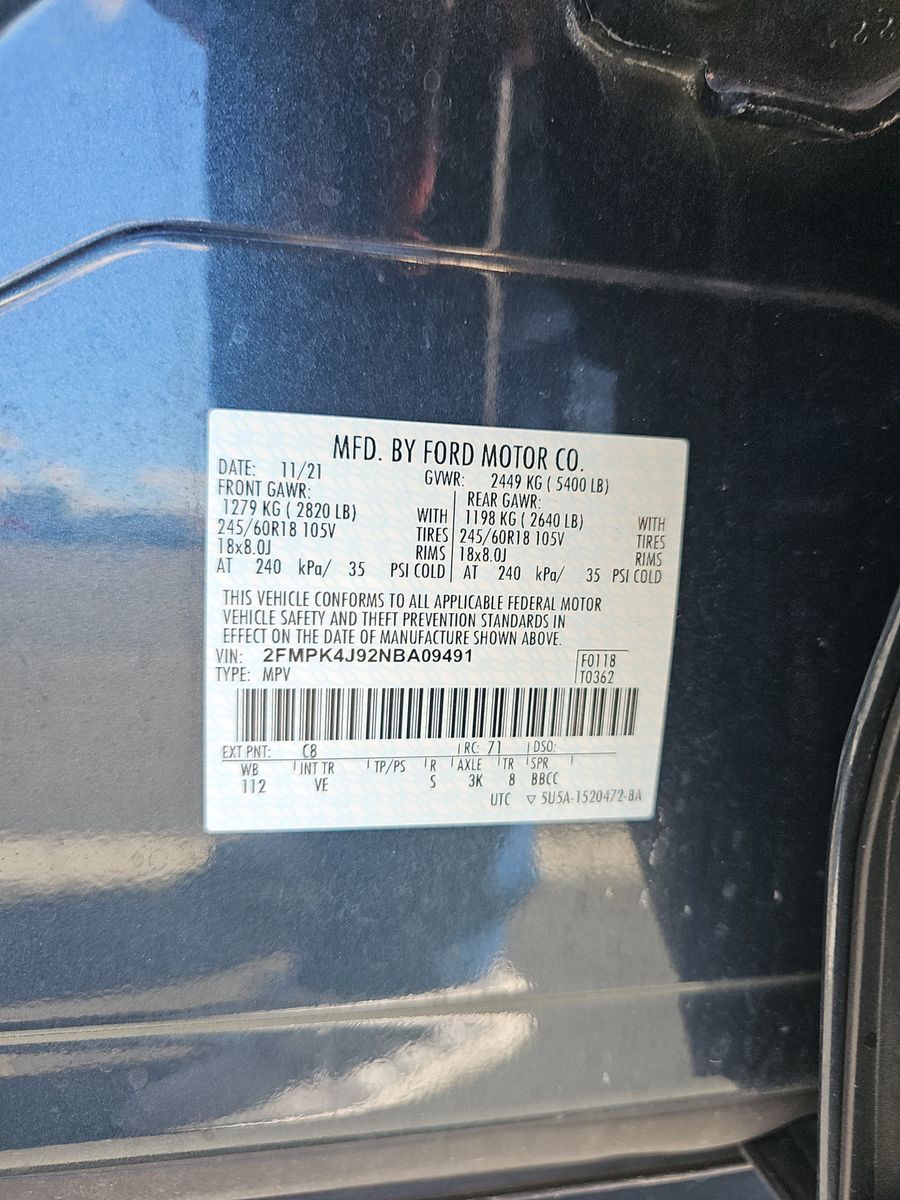 MFD. BY FORD MOTOR CO.
DATE: 11/21 GVWR: 2449 KG ( 5400 LB)
FRONT GAWR: REAR GAWR:
1279 KG ( 2820 LB) WITH 1198 KG ( 2640 LB) WITH
245/60R18 105V TIRES 245/60R18 105V TIRES
18x8.0J RIMS 18x8.0J RIMS
AT 240 kPa/ 35 PSI COLD AT 240 kPa/ 35 PSI COLD
THIS VEHICLE CONFORMS TO ALL APPLICABLE FEDERAL MOTOR
VEHICLE SAFETY AND THEFT PREVENTION STANDARDS IN
EFFECT ON THE DATE OF MANUFACTURE SHOWN ABOVE.
VIN: 2FMPK4J92NBA09491 F0118
TYPE: MPV T0362
EXT PNT: C8 RC: 71 DSO:
WB INT TR TP/PS R AXLE TR SPR
112 VE S 3K 8 BBCC
UTC ▽ 5U5A-1520472-BA